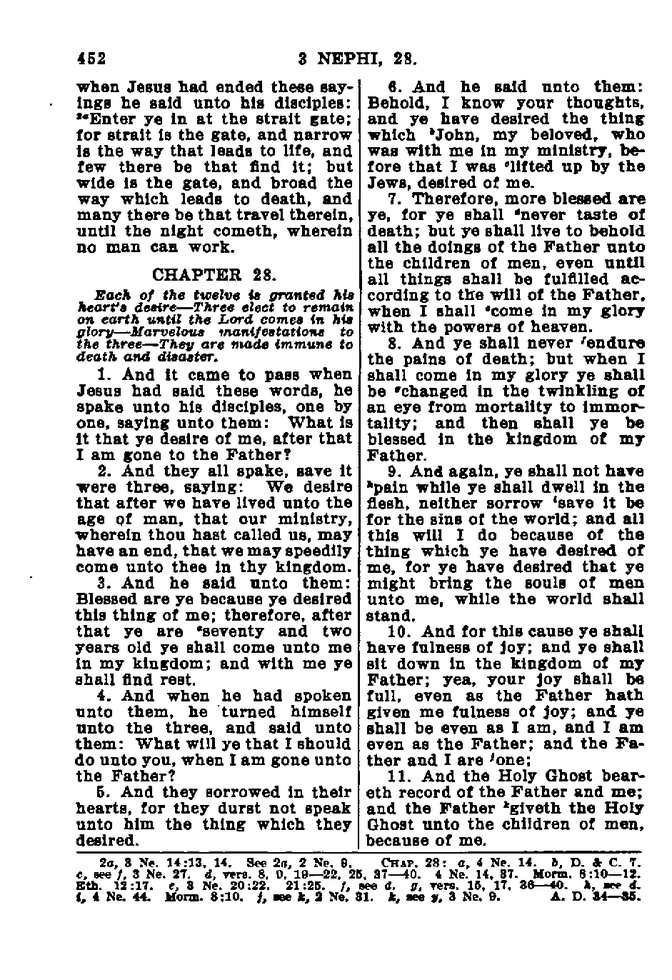 452 3 NEPHI, 28.
when Jesus had ended these say-
ings he said unto his disciples:
²ᵃEnter ye in at the strait gate;
for strait is the gate, and narrow
is the way that leads to life, and
few there be that find it; but
wide is the gate, and broad the
way which leads to death, and
many there be that travel therein,
until the night cometh, wherein
no man can work.
CHAPTER 28.
Each of the twelve is granted his
heart's desire—Three elect to remain
on earth until the Lord comes in his
glory—Marvelous manifestations to
the three—They are made immune to
death and disaster.
1. And it came to pass when
Jesus had said these words, he
spake unto his disciples, one by
one, saying unto them: What is
it that ye desire of me, after that
I am gone to the Father?
2. And they all spake, save it
were three, saying: We desire
that after we have lived unto the
age of man, that our ministry,
wherein thou hast called us, may
have an end, that we may speedily
come unto thee in thy kingdom.
3. And he said unto them:
Blessed are ye because ye desired
this thing of me; therefore, after
that ye are ᵃseventy and two
years old ye shall come unto me
in my kingdom; and with me ye
shall find rest.
4. And when he had spoken
unto them, he turned himself
unto the three, and said unto
them: What will ye that I should
do unto you, when I am gone unto
the Father?
5. And they sorrowed in their
hearts, for they durst not speak
unto him the thing which they
desired.
6. And he said unto them:
Behold, I know your thoughts,
and ye have desired the thing
which ᵇJohn, my beloved, who
was with me in my ministry, be-
fore that I was ᶜlifted up by the
Jews, desired of me.
7. Therefore, more blessed are
ye, for ye shall ᵈnever taste of
death; but ye shall live to behold
all the doings of the Father unto
the children of men, even until
all things shall be fulfilled ac-
cording to the will of the Father,
when I shall ᵉcome in my glory
with the powers of heaven.
8. And ye shall never ᶠendure
the pains of death; but when I
shall come in my glory ye shall
be ᵍchanged in the twinkling of
an eye from mortality to immor-
tality; and then shall ye be
blessed in the kingdom of my
Father.
9. And again, ye shall not have
ʰpain while ye shall dwell in the
flesh, neither sorrow ⁱsave it be
for the sins of the world; and all
this will I do because of the
thing which ye have desired of
me, for ye have desired that ye
might bring the souls of men
unto me, while the world shall
stand.
10. And for this cause ye shall
have fulness of joy; and ye shall
sit down in the kingdom of my
Father; yea, your joy shall be
full, even as the Father hath
given me fulness of joy; and ye
shall be even as I am, and I am
even as the Father; and the Fa-
ther and I are ʲone;
11. And the Holy Ghost bear-
eth record of the Father and me;
and the Father ᵏgiveth the Holy
Ghost unto the children of men,
because of me.
2a, 3 Ne. 14:13, 14. See 2a, 2 Ne. 9. CHAP. 28: a, 4 Ne. 14. b, D. & C. 7.
c, see f, 3 Ne. 27. d, vers. 8, 9, 19—22, 25, 37—40. 4 Ne. 14, 37. Morm. 8:10—12.
Eth. 12:17. e, 3 Ne. 20:22. 21:25. f, see d. g, vers. 15, 17, 36—40. h, see d.
i, 4 Ne. 44. Morm. 8:10. j, see k, 2 Ne. 31. k, see y, 3 Ne. 9. A. D. 34—35.